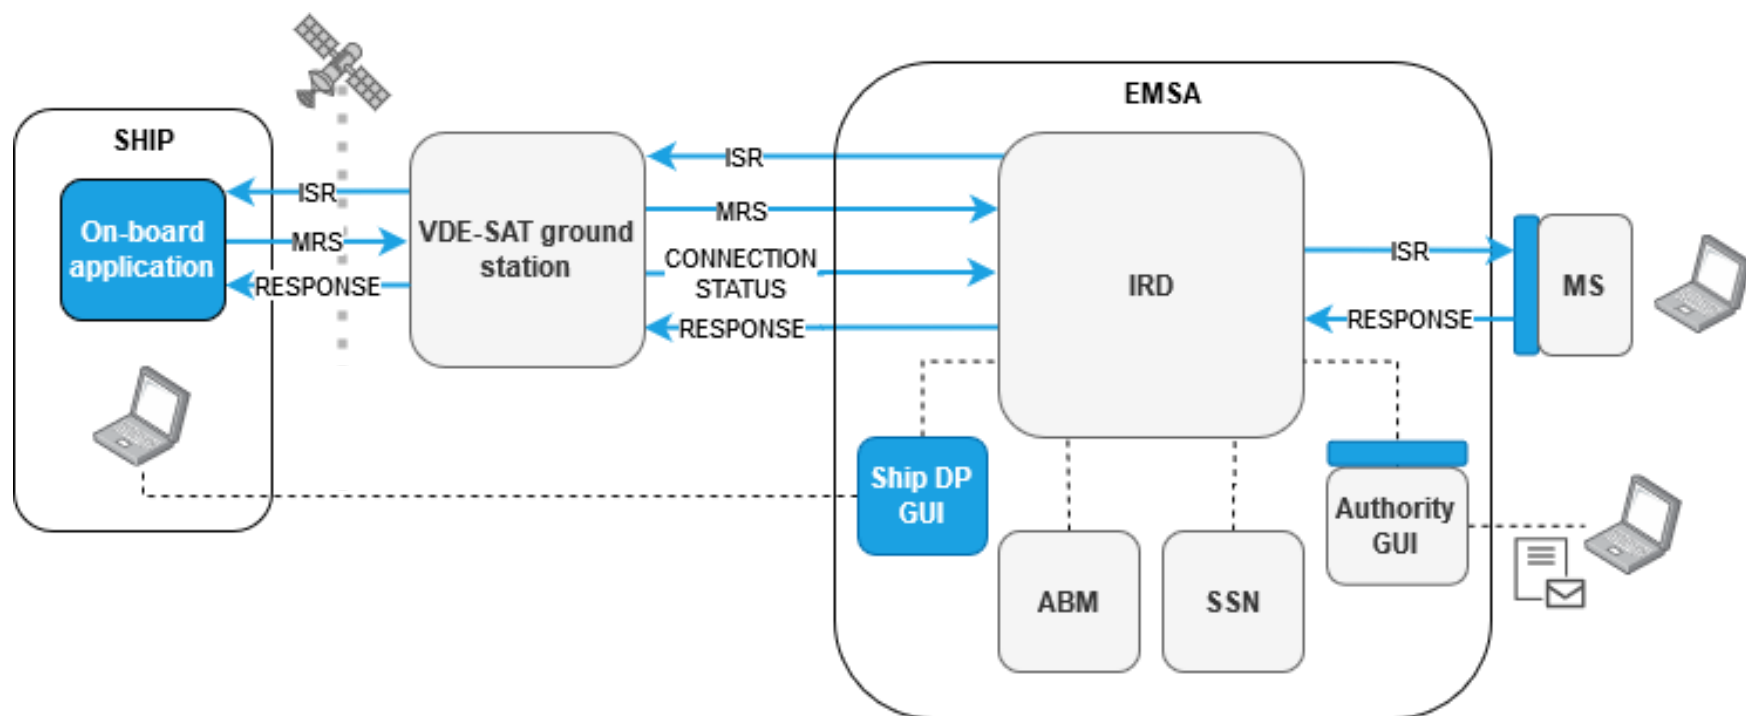 SHIP
On-board
application
ISR
MRS
RESPONSE
VDE-SAT ground
station
ISR
MRS
CONNECTION
STATUS
RESPONSE
EMSA
IRD
ISR
RESPONSE
MS
Ship DP
GUI
ABM
SSN
Authority
GUI